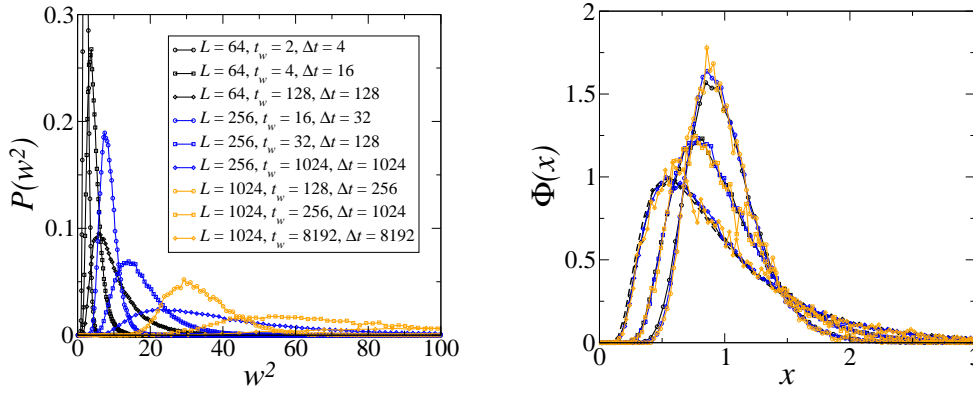 0.3
0.2
0.1
0
P(w²)
L = 64, t_w = 2, Δt = 4
L = 64, t_w = 4, Δt = 16
L = 64, t_w = 128, Δt = 128
L = 256, t_w = 16, Δt = 32
L = 256, t_w = 32, Δt = 128
L = 256, t_w = 1024, Δt = 1024
L = 1024, t_w = 128, Δt = 256
L = 1024, t_w = 256, Δt = 1024
L = 1024, t_w = 8192, Δt = 8192
0 20 40 60 80 100
w²
2
1.5
1
0.5
0
Φ(x)
0 1 2 3
x